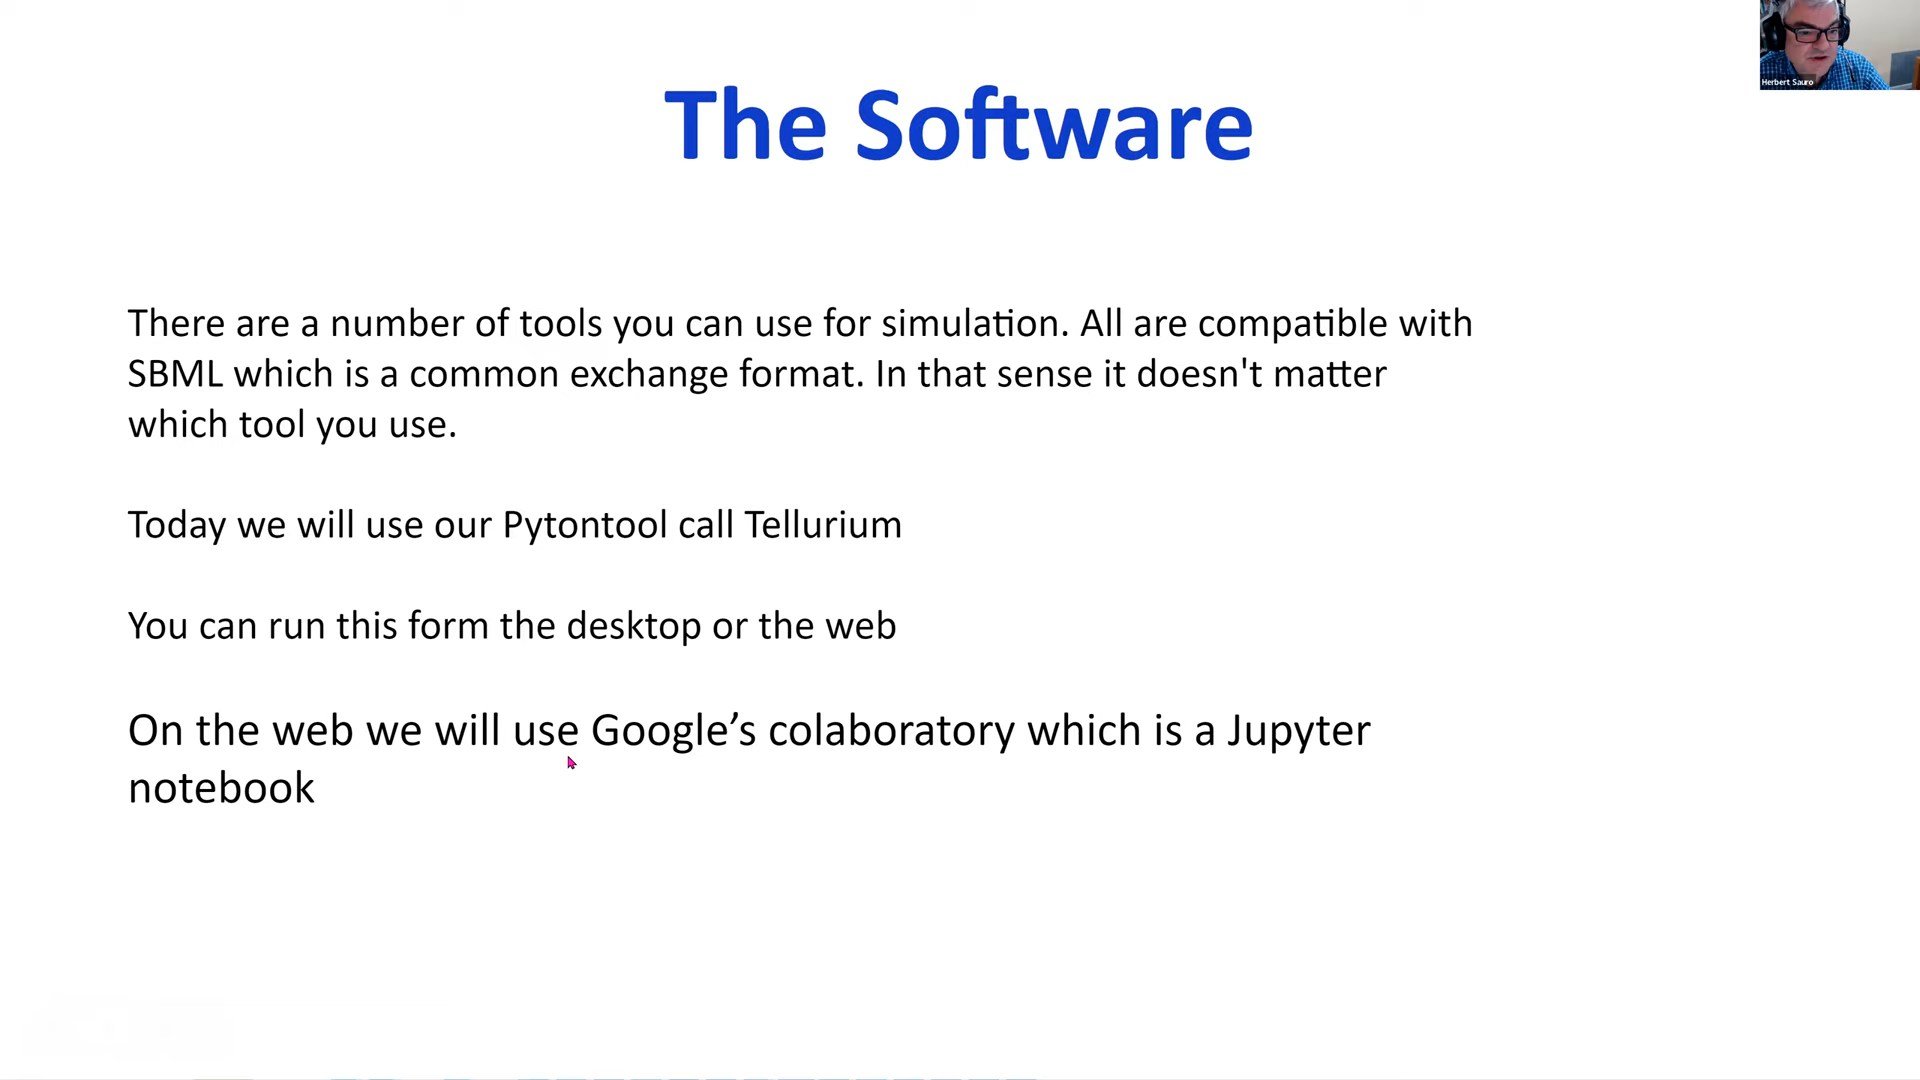 Herbert Sauro
The Software
There are a number of tools you can use for simulation. All are compatible with
SBML which is a common exchange format. In that sense it doesn't matter
which tool you use.
Today we will use our Pytontool call Tellurium
You can run this form the desktop or the web
On the web we will use Google’s colaboratory which is a Jupyter
notebook